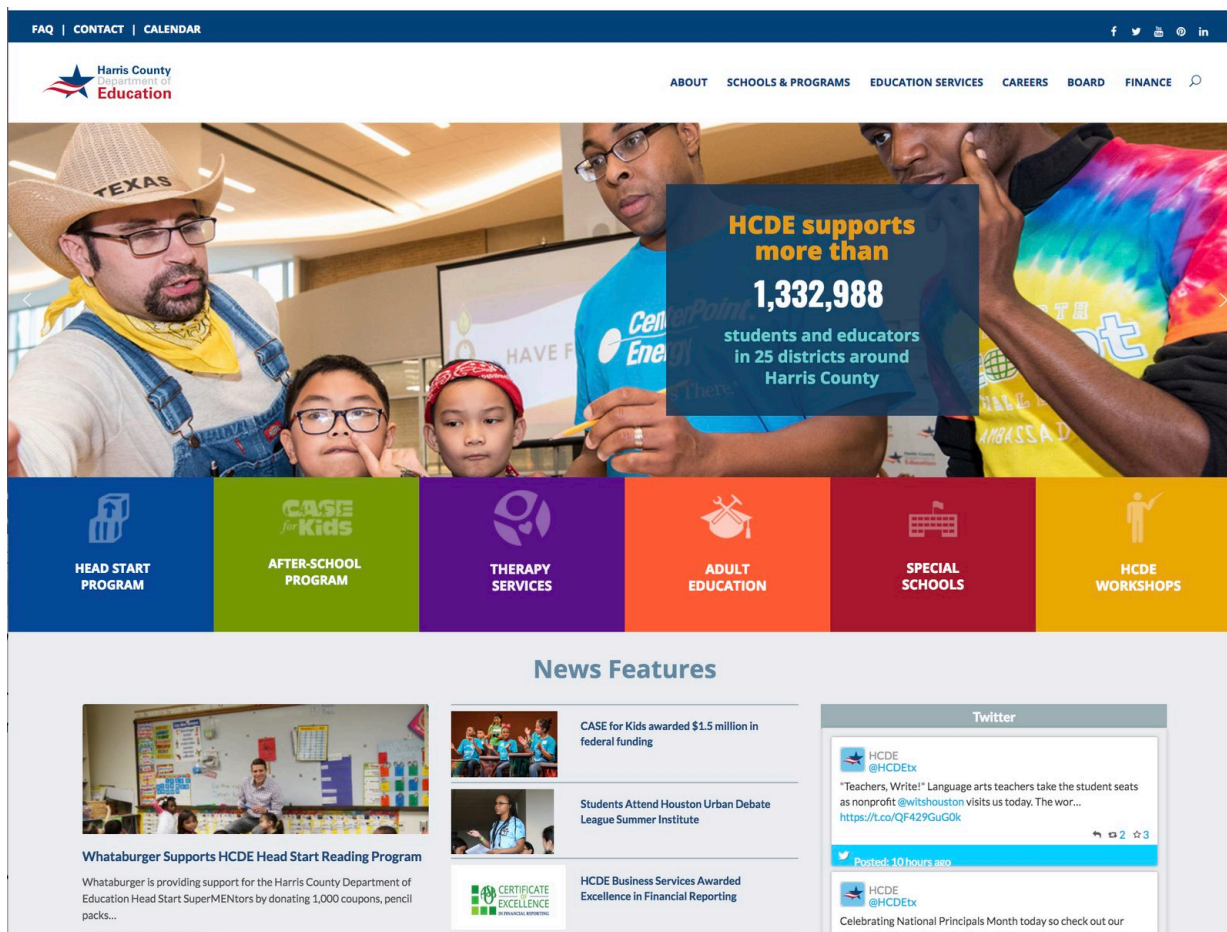 FAQ | CONTACT | CALENDAR
Harris County
Department of
Education
ABOUT SCHOOLS & PROGRAMS EDUCATION SERVICES CAREERS BOARD FINANCE
TEXAS
HAVE F
CenterPoint.
Energy
There
HCDE supports
more than
1,332,988
students and educators
in 25 districts around
Harris County
AMBASSAD
HEAD START
PROGRAM
CASE
for Kids
AFTER-SCHOOL
PROGRAM
THERAPY
SERVICES
ADULT
EDUCATION
SPECIAL
SCHOOLS
HCDE
WORKSHOPS
News Features
Whataburger Supports HCDE Head Start Reading Program
Whataburger is providing support for the Harris County Department of
Education Head Start SuperMENtors by donating 1,000 coupons, pencil
packs...
CASE for Kids awarded $1.5 million in
federal funding
Students Attend Houston Urban Debate
League Summer Institute
CERTIFICATE
OF
EXCELLENCE
IN FINANCIAL REPORTING
HCDE Business Services Awarded
Excellence in Financial Reporting
Twitter
HCDE
@HCDEtx
"Teachers, Write!" Language arts teachers take the student seats
as nonprofit @witshouston visits us today. The wor...
https://t.co/QF429GuG0k
2 3
Posted: 10 hours ago
HCDE
@HCDEtx
Celebrating National Principals Month today so check out our